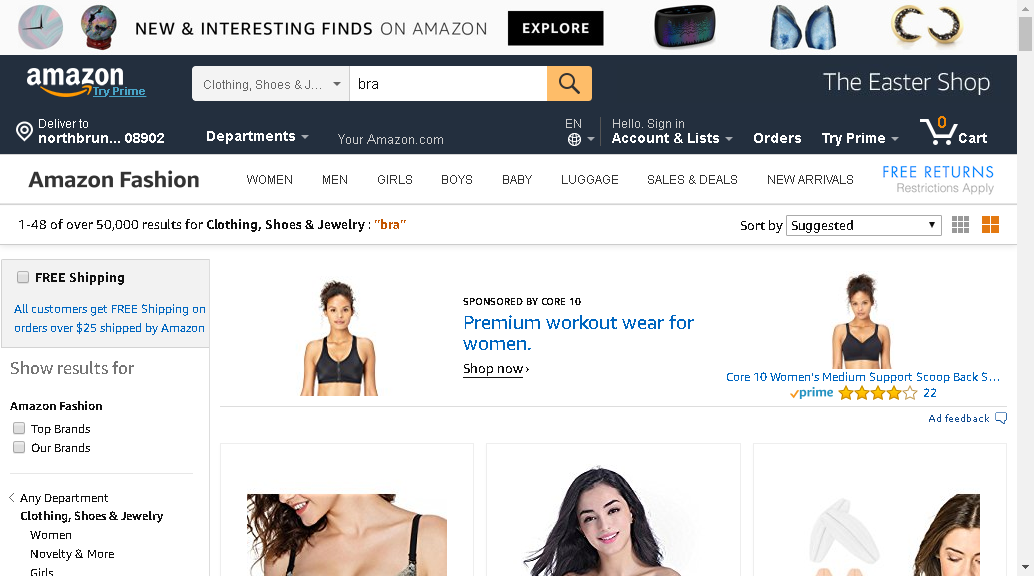 NEW & INTERESTING FINDS ON AMAZON EXPLORE
amazon
Try Prime
Clothing, Shoes & J...
bra
The Easter Shop
Deliver to
northbrun... 08902
Departments
Your Amazon.com
EN
Hello. Sign in
Account & Lists
Orders
Try Prime
0
Cart
Amazon Fashion
WOMEN MEN GIRLS BOYS BABY LUGGAGE SALES & DEALS NEW ARRIVALS
FREE RETURNS
Restrictions Apply
1-48 of over 50,000 results for Clothing, Shoes & Jewelry : "bra"
Sort by Suggested
FREE Shipping
All customers get FREE Shipping on
orders over $25 shipped by Amazon
Show results for
Amazon Fashion
Top Brands
Our Brands
Any Department
Clothing, Shoes & Jewelry
Women
Novelty & More
Girls
SPONSORED BY CORE 10
Premium workout wear for
women.
Shop now ›
Core 10 Women's Medium Support Scoop Back S...
prime 22
Ad feedback